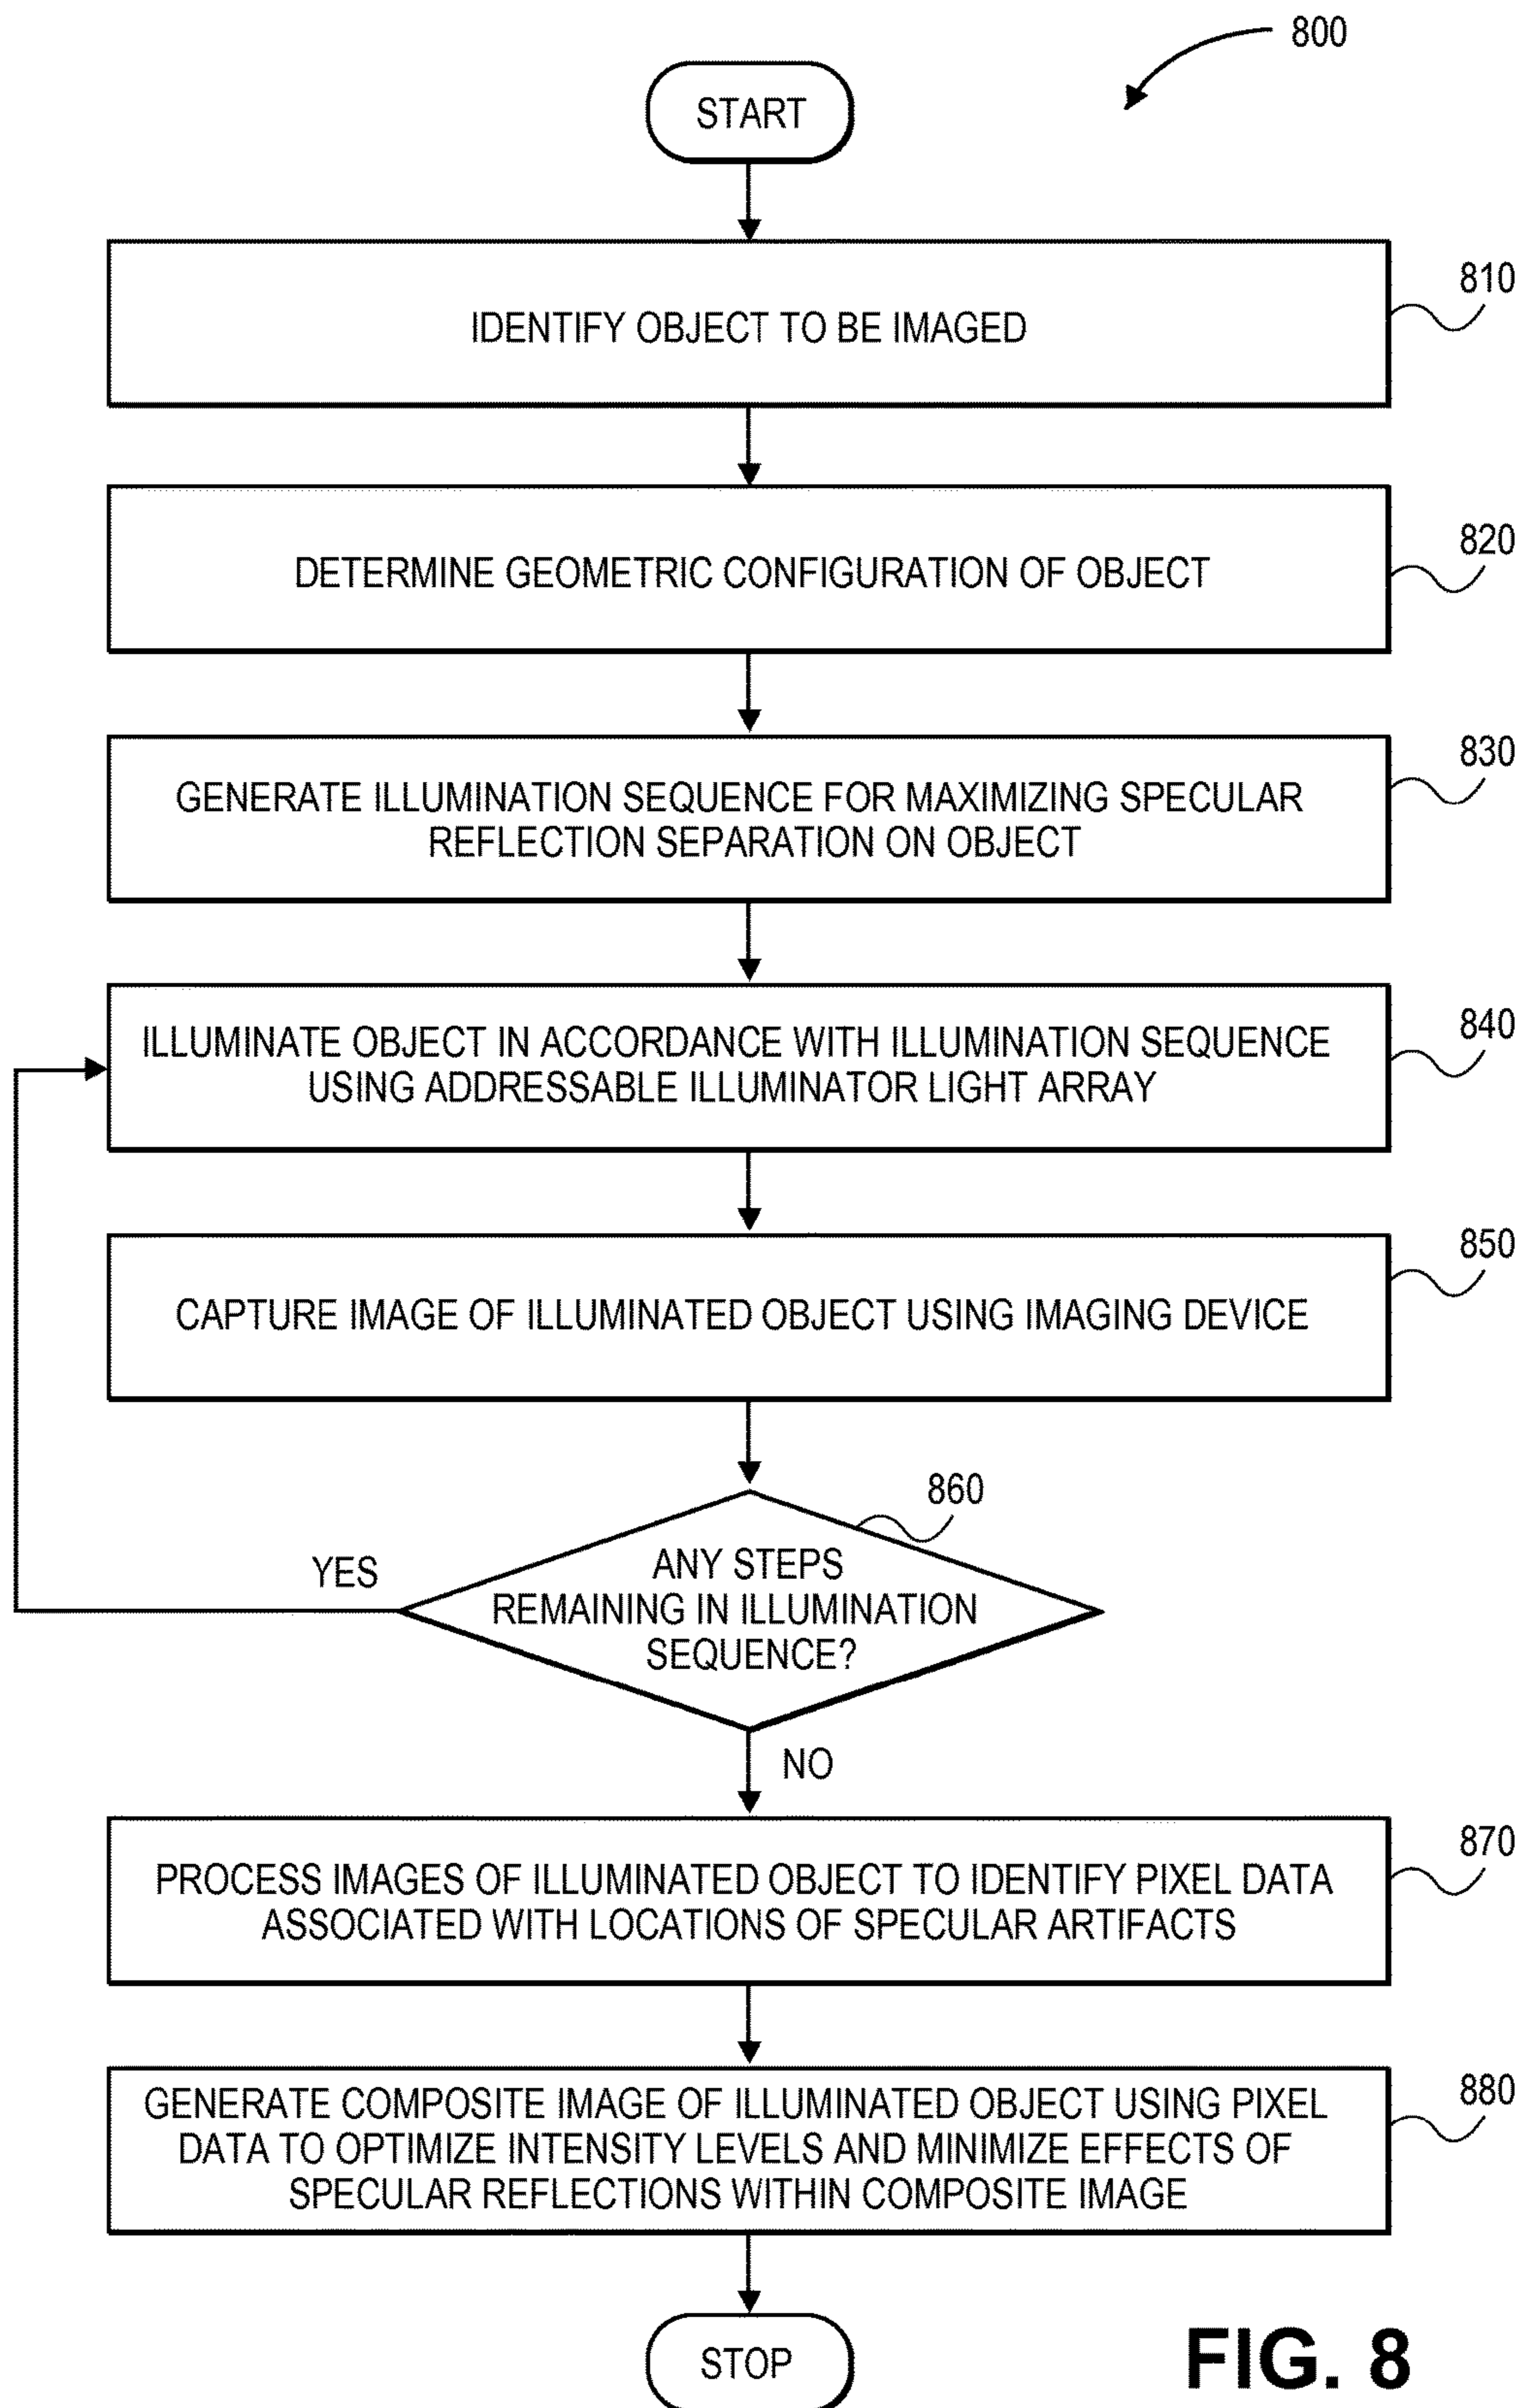 800
START
IDENTIFY OBJECT TO BE IMAGED
810
DETERMINE GEOMETRIC CONFIGURATION OF OBJECT
820
GENERATE ILLUMINATION SEQUENCE FOR MAXIMIZING SPECULAR
REFLECTION SEPARATION ON OBJECT
830
ILLUMINATE OBJECT IN ACCORDANCE WITH ILLUMINATION SEQUENCE
USING ADDRESSABLE ILLUMINATOR LIGHT ARRAY
840
CAPTURE IMAGE OF ILLUMINATED OBJECT USING IMAGING DEVICE
850
860
ANY STEPS
REMAINING IN ILLUMINATION
SEQUENCE?
YES
NO
PROCESS IMAGES OF ILLUMINATED OBJECT TO IDENTIFY PIXEL DATA
ASSOCIATED WITH LOCATIONS OF SPECULAR ARTIFACTS
870
GENERATE COMPOSITE IMAGE OF ILLUMINATED OBJECT USING PIXEL
DATA TO OPTIMIZE INTENSITY LEVELS AND MINIMIZE EFFECTS OF
SPECULAR REFLECTIONS WITHIN COMPOSITE IMAGE
880
STOP
FIG. 8